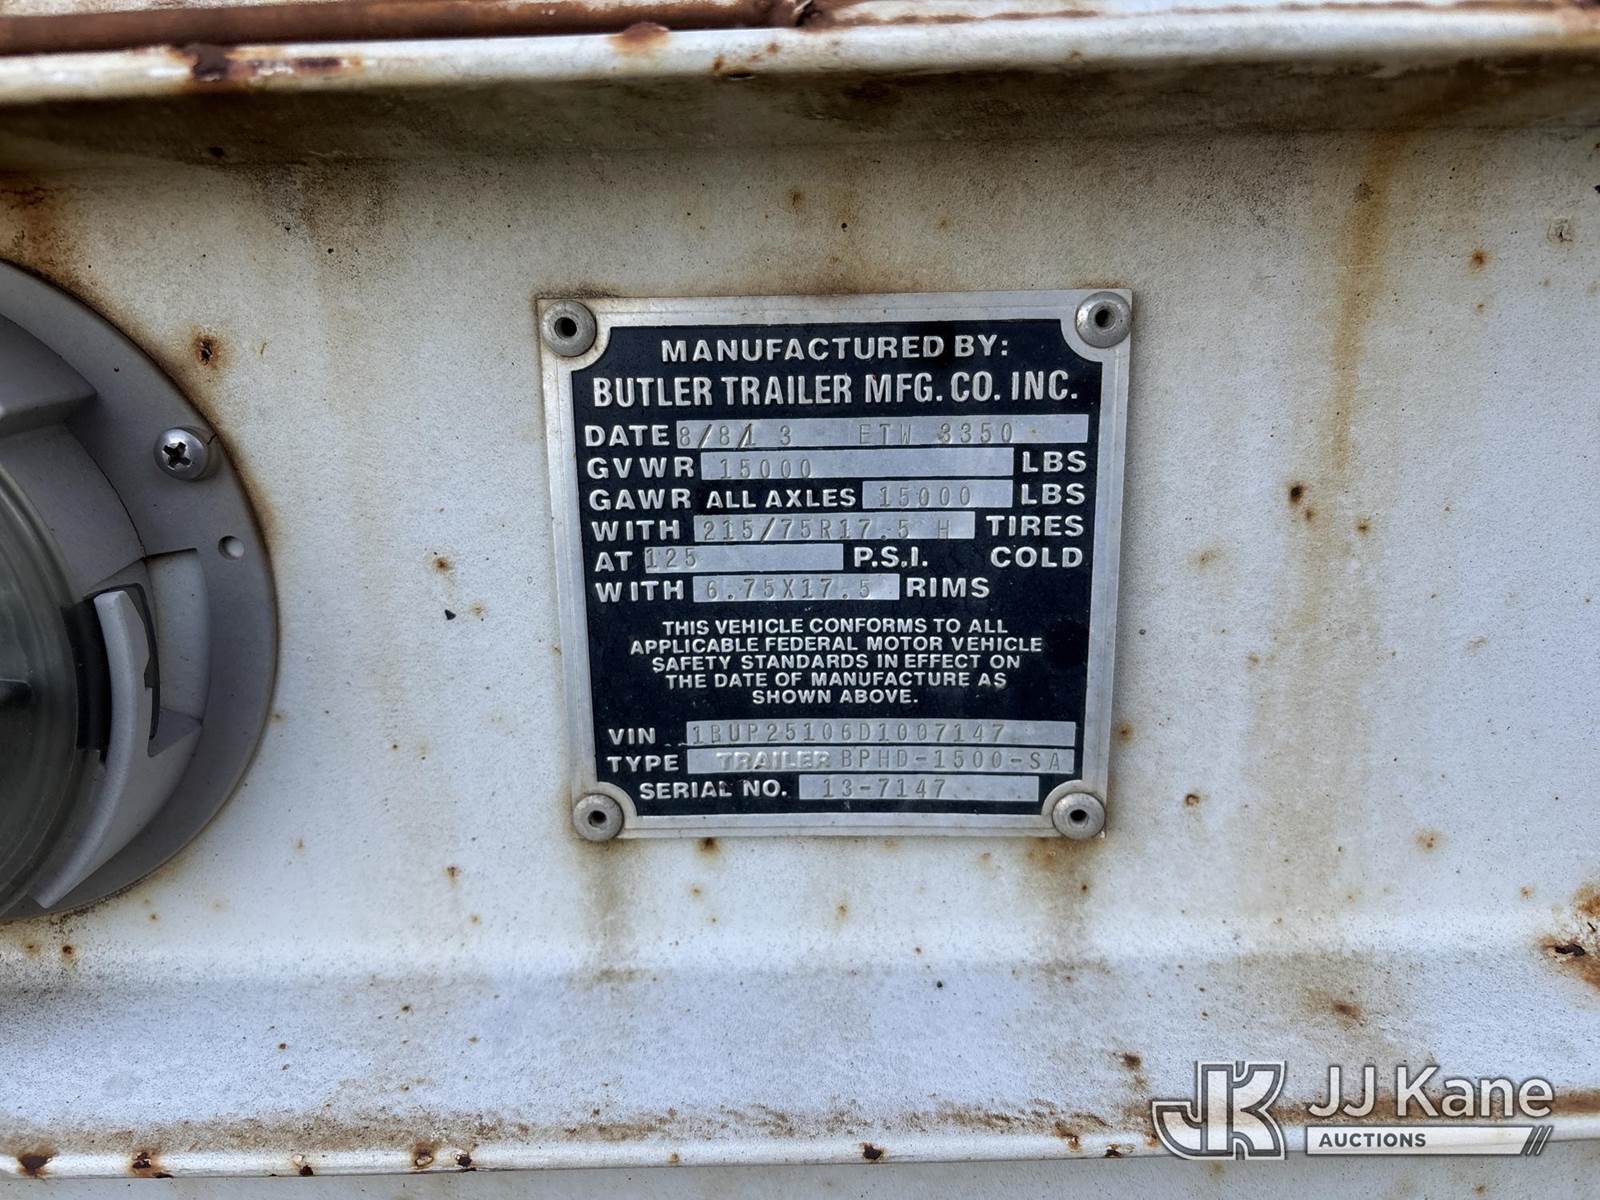 MANUFACTURED BY:
BUTLER TRAILER MFG. CO. INC.
DATE 8/8/1 3 ETW 3350
GVWR 15000 LBS
GAWR ALL AXLES 15000 LBS
WITH 215/75R17.5 H TIRES
AT 125 P.S.I. COLD
WITH 6.75X17.5 RIMS
THIS VEHICLE CONFORMS TO ALL
APPLICABLE FEDERAL MOTOR VEHICLE
SAFETY STANDARDS IN EFFECT ON
THE DATE OF MANUFACTURE AS
SHOWN ABOVE.
VIN 1BUP25106D1007147
TYPE TRAILER BPHD-1500-SA
SERIAL NO. 13-7147
JK JJ Kane
AUCTIONS